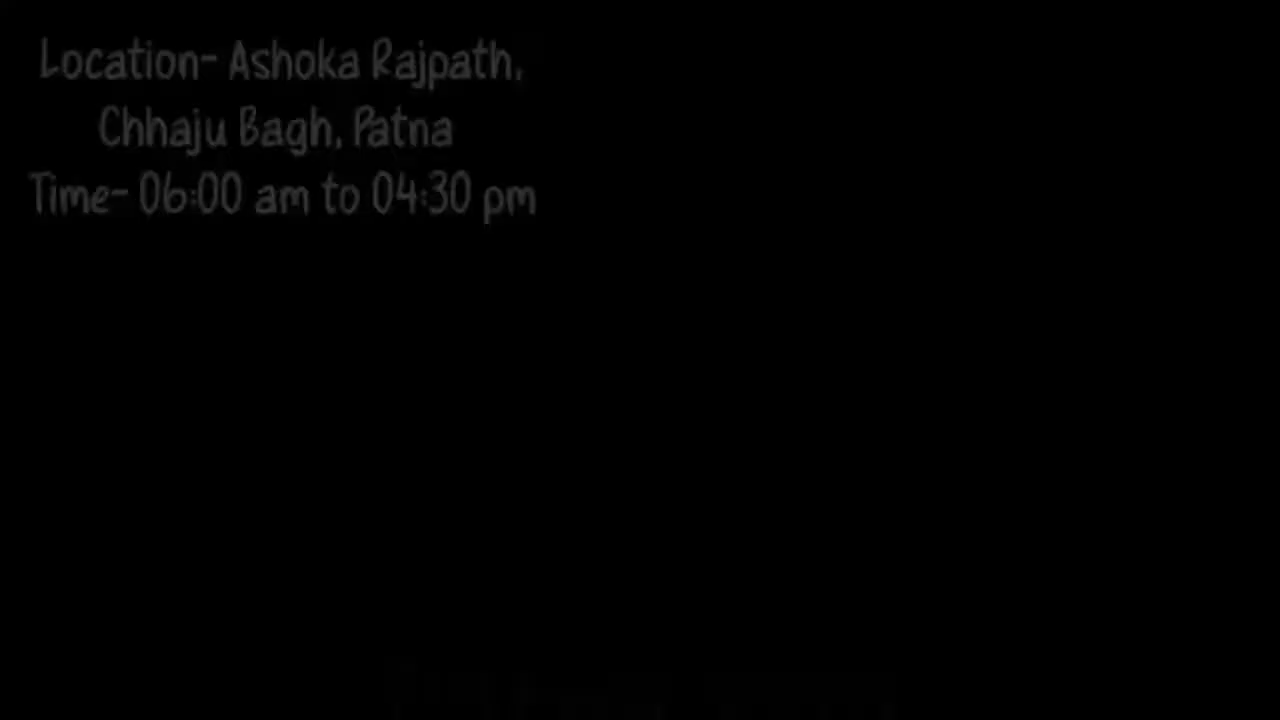 Location- Ashoka Rajpath,
Chhaju Bagh, Patna
Time- 06:00 am to 04:30 pm